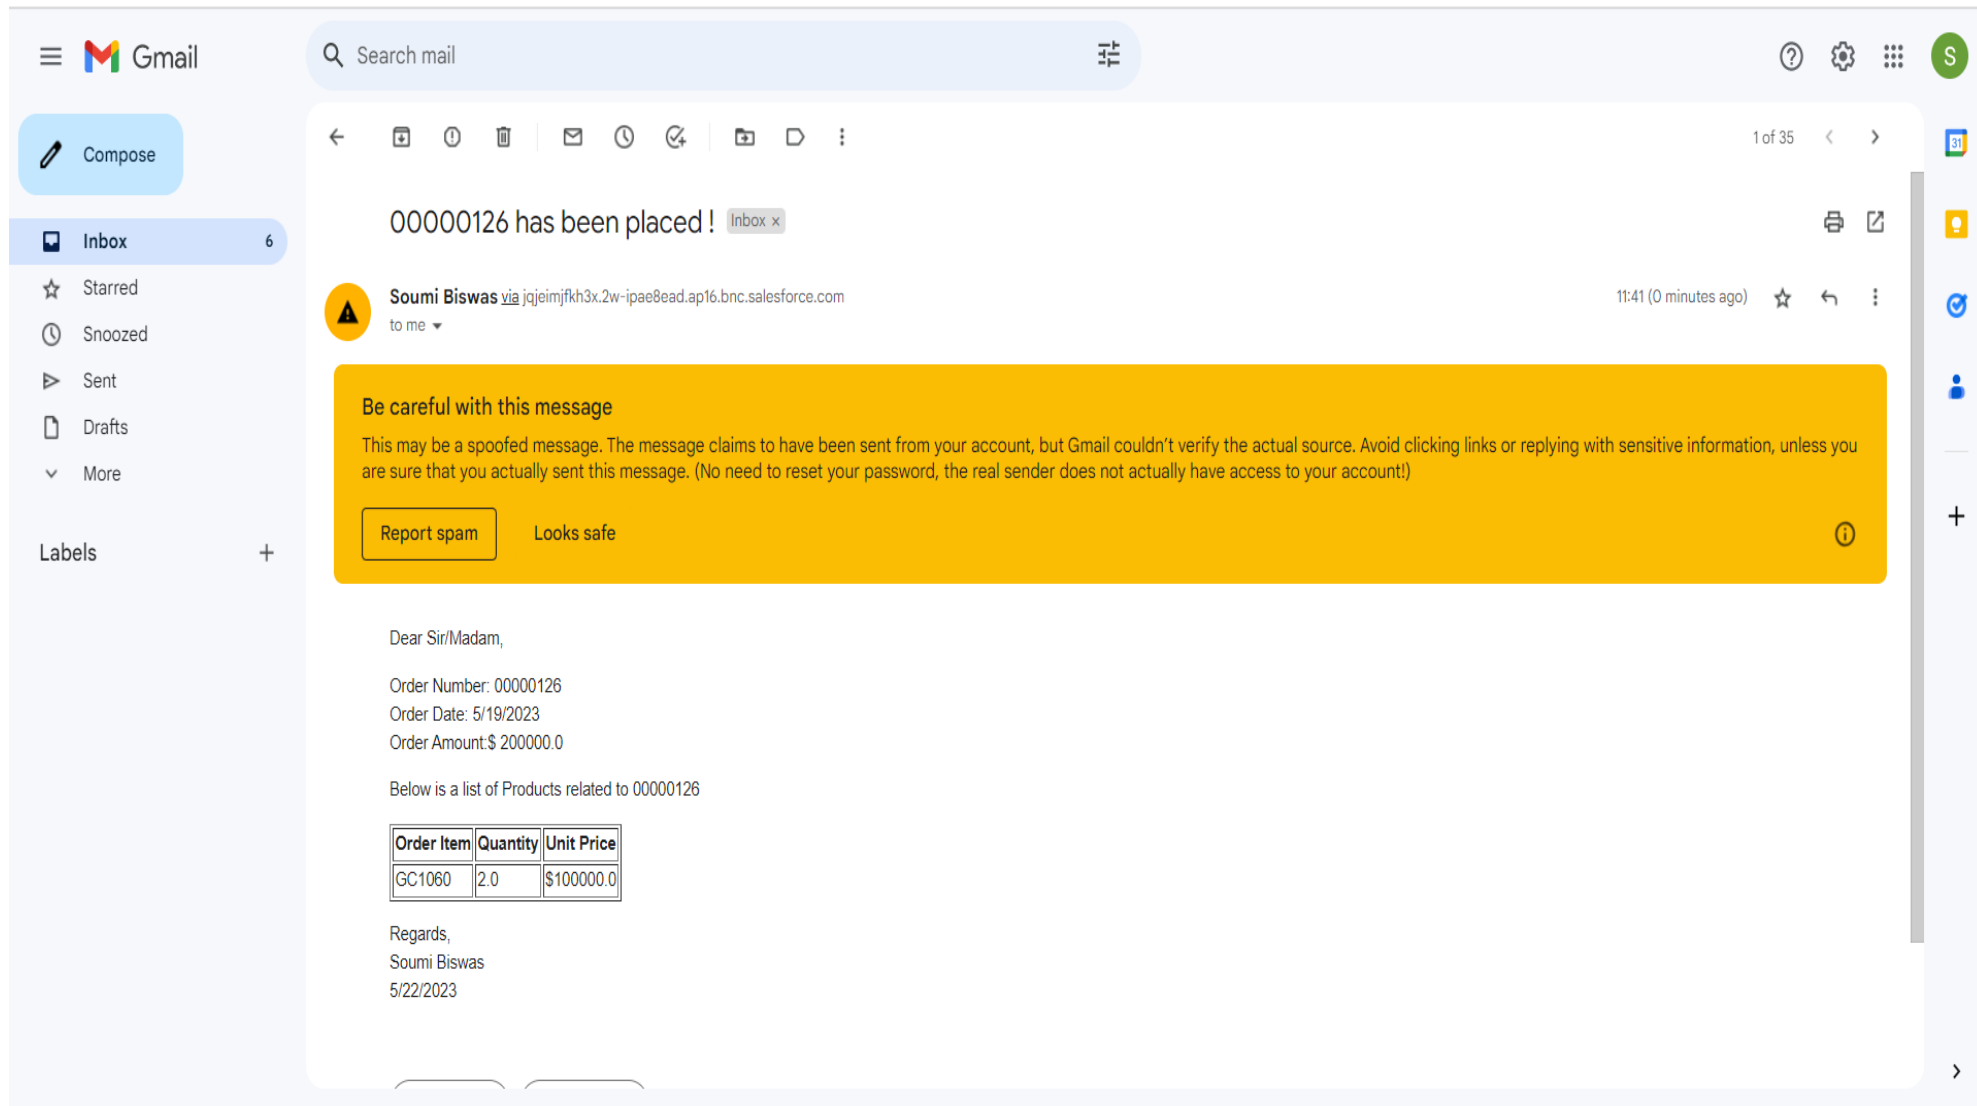 Gmail
Search mail
S
Compose
1 of 35
31
00000126 has been placed ! Inbox ×
Inbox 6
Starred
Soumi Biswas via jqjeimjfkh3x.2w-ipae8ead.ap16.bnc.salesforce.com 11:41 (0 minutes ago)
to me
Snoozed
Sent
Drafts
More
Labels
Be careful with this message
This may be a spoofed message. The message claims to have been sent from your account, but Gmail couldn't verify the actual source. Avoid clicking links or replying with sensitive information, unless you
are sure that you actually sent this message. (No need to reset your password, the real sender does not actually have access to your account!)
Report spam Looks safe
Dear Sir/Madam,
Order Number: 00000126
Order Date: 5/19/2023
Order Amount:$ 200000.0
Below is a list of Products related to 00000126
Order Item Quantity Unit Price
GC1060 2.0 $100000.0
Regards,
Soumi Biswas
5/22/2023